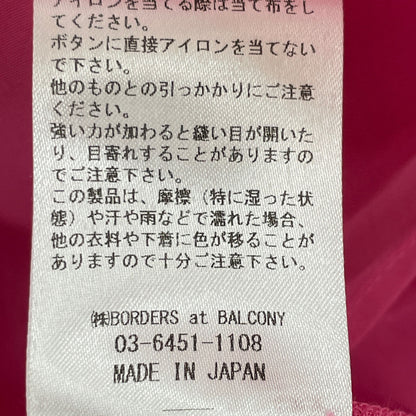 アイロンを当てる際は当て布をし
てください。
ボタンに直接アイロンを当てない
で下さい。
他のものとの引っかかりにご注意
ください。
強い力が加わると縫い目が開いた
り、目寄れすることがありますの
でご注意下さい。
この製品は、摩擦（特に湿った状
態）や汗や雨などで濡れた場合、
他の衣料や下着に色が移ることが
ありますので十分ご注意下さい。
㈱BORDERS at BALCONY
03-6451-1108
MADE IN JAPAN